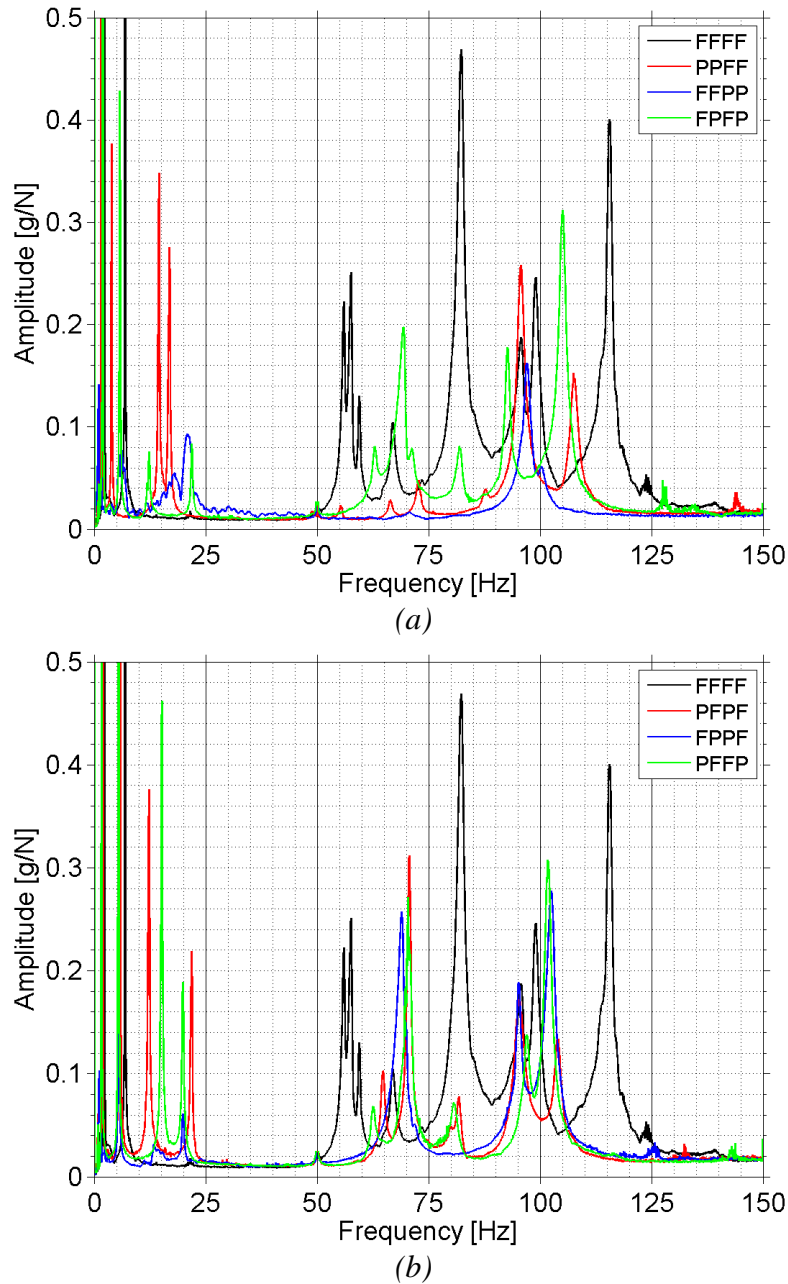 0.5
0.4
0.3
0.2
0.1
0
Amplitude [g/N]
FFFF
PPFF
FFPP
FPFP
0 25 50 75 100 125 150
Frequency [Hz]
(a)
0.5
0.4
0.3
0.2
0.1
0
Amplitude [g/N]
FFFF
PFPF
FPPF
PFFP
0 25 50 75 100 125 150
Frequency [Hz]
(b)